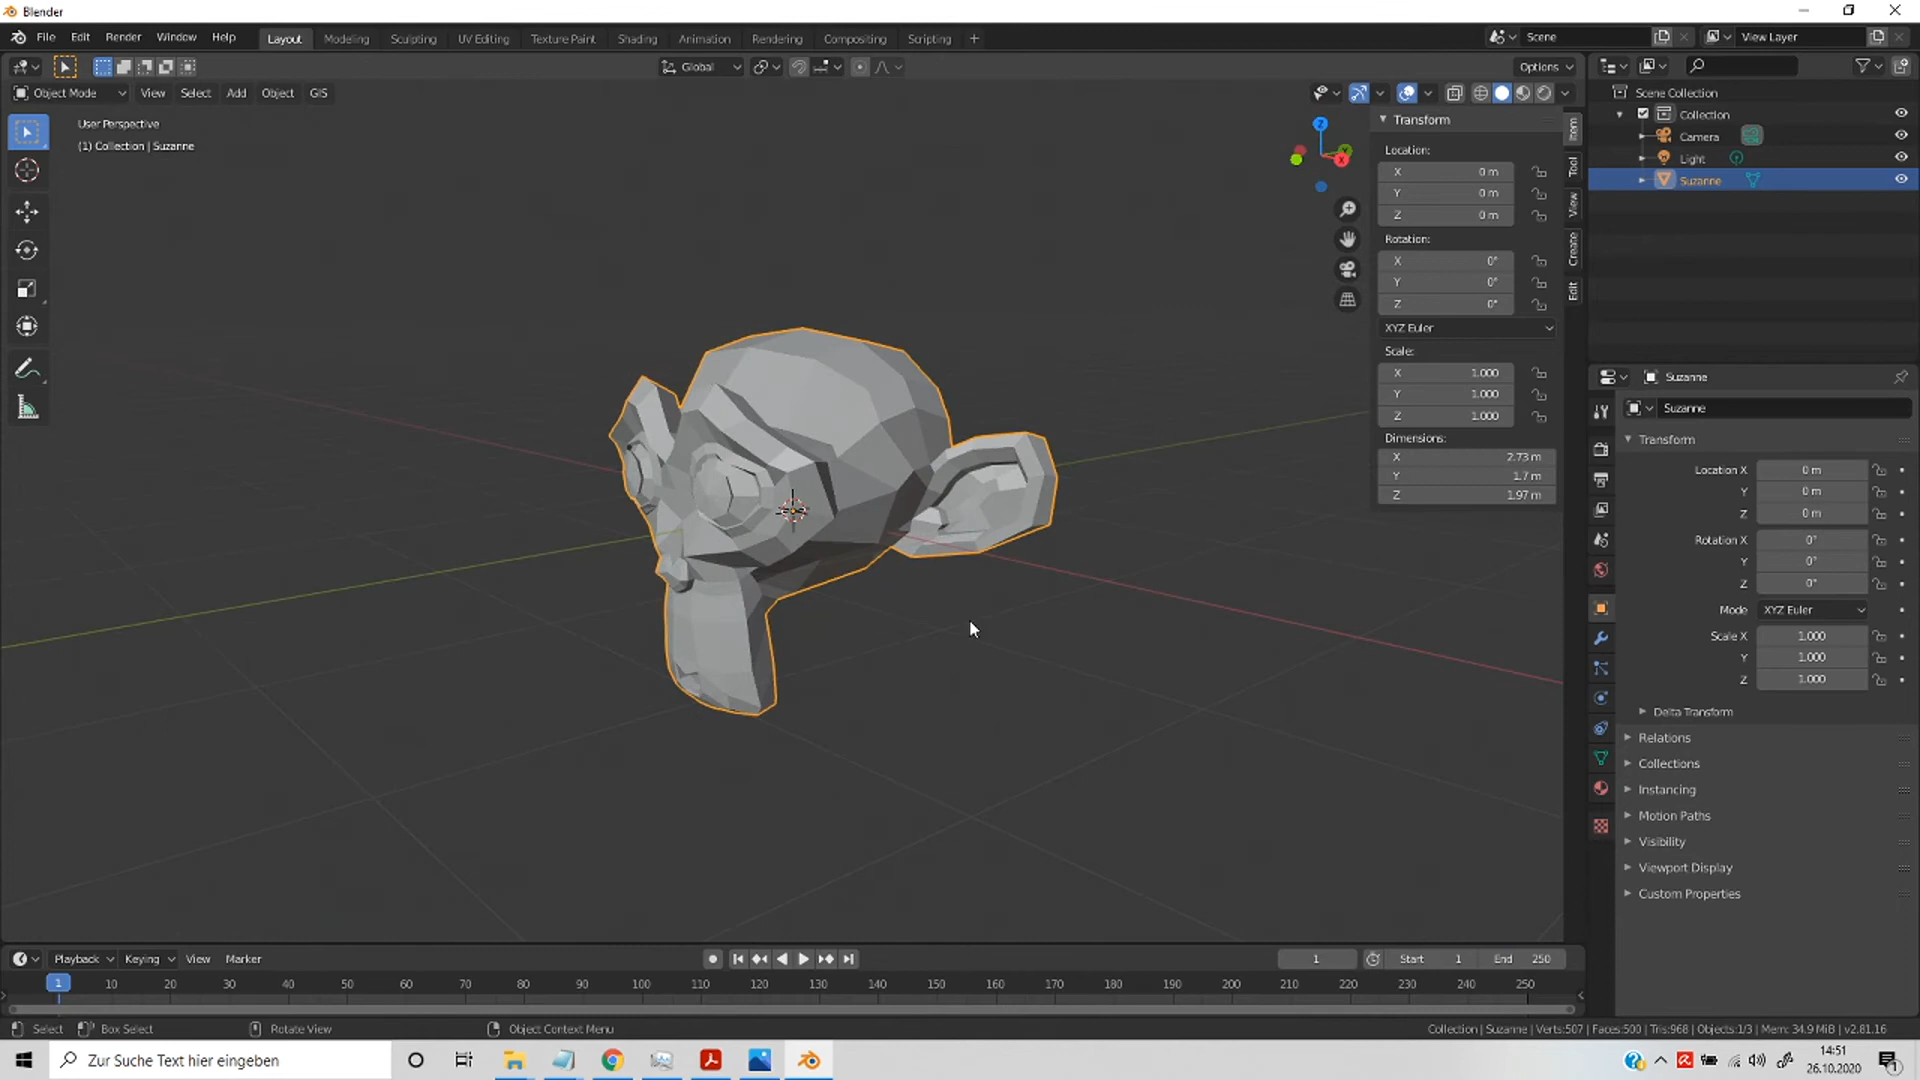 Blender
File Edit Render Window Help Layout Modeling Sculpting UV Editing Texture Paint Shading Animation Rendering Compositing Scripting + Scene View Layer
Global Options
Object Mode View Select Add Object GIS
User Perspective
(1) Collection | Suzanne
Z
Y
X
Transform
Location:
X 0 m
Y 0 m
Z 0 m
Rotation:
X 0°
Y 0°
Z 0°
XYZ Euler
Scale:
X 1.000
Y 1.000
Z 1.000
Dimensions:
X 2.73 m
Y 1.7 m
Z 1.97 m
Item
Tool
View
Create
Edit
Scene Collection
Collection
Camera
Light
Suzanne
Suzanne
Suzanne
Transform
Location X 0 m
Y 0 m
Z 0 m
Rotation X 0°
Y 0°
Z 0°
Mode XYZ Euler
Scale X 1.000
Y 1.000
Z 1.000
Delta Transform
Relations
Collections
Instancing
Motion Paths
Visibility
Viewport Display
Custom Properties
Playback Keying View Marker 1 Start 1 End 250
1 10 20 30 40 50 60 70 80 90 100 110 120 130 140 150 160 170 180 190 200 210 220 230 240 250
Select Box Select Rotate View Object Context Menu Collection | Suzanne | Verts:507 | Faces:500 | Tris:968 | Objects:1/3 | Mem: 34.9 MiB | v2.81.16
Zur Suche Text hier eingeben
14:51
26.10.2020
1